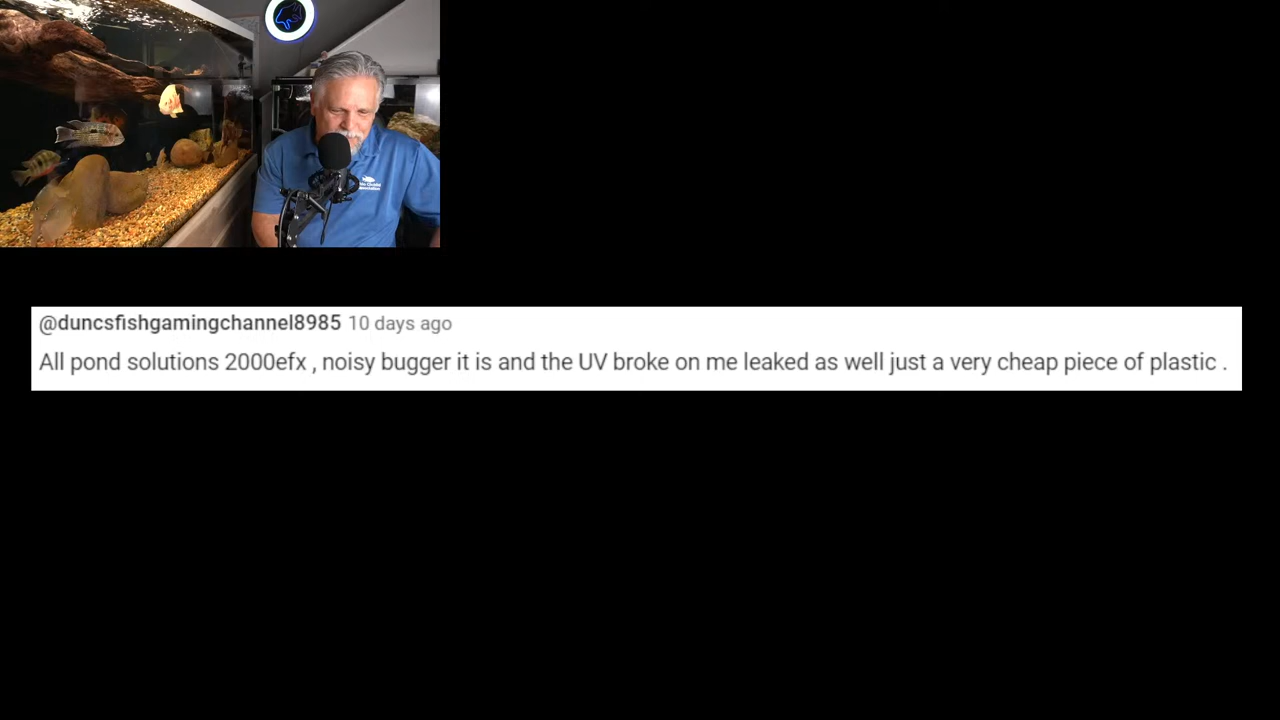 @duncsfishgamingchannel8985 10 days ago
All pond solutions 2000efx , noisy bugger it is and the UV broke on me leaked as well just a very cheap piece of plastic .